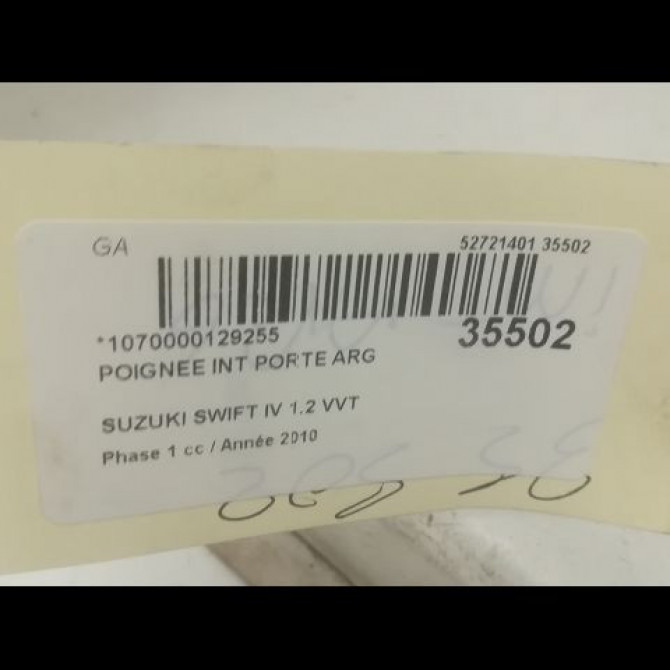 GA
52721401 35502
*1070000129255
35502
POIGNEE INT PORTE ARG
SUZUKI SWIFT IV 1.2 VVT
Phase 1 cc / Année 2010